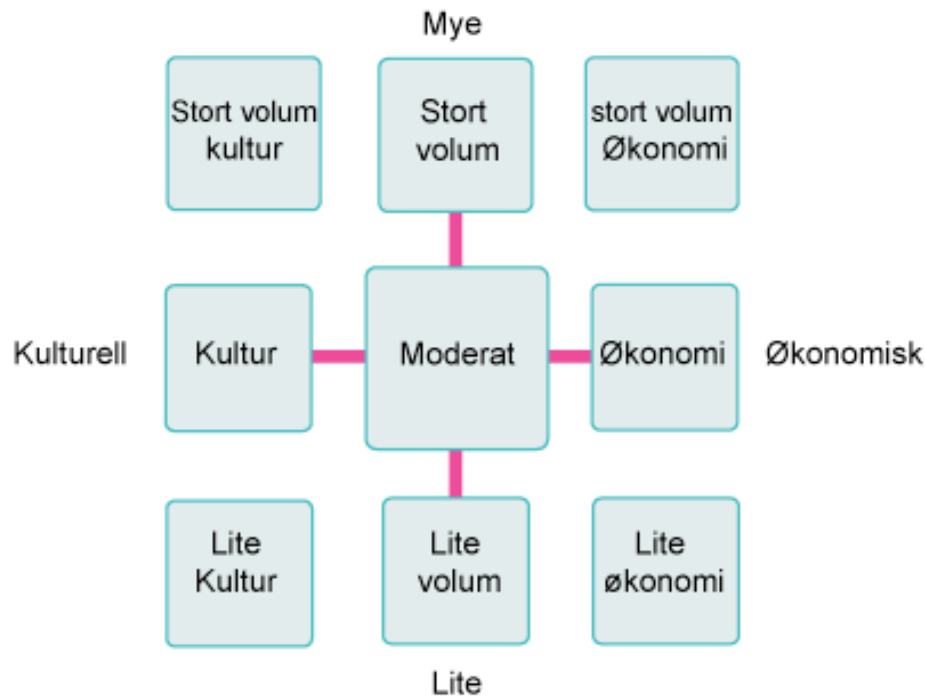 Mye
Stort volum
kultur
Stort
volum
stort volum
Økonomi
Kulturell
Kultur
Moderat
Økonomi
Økonomisk
Lite
Kultur
Lite
volum
Lite
økonomi
Lite